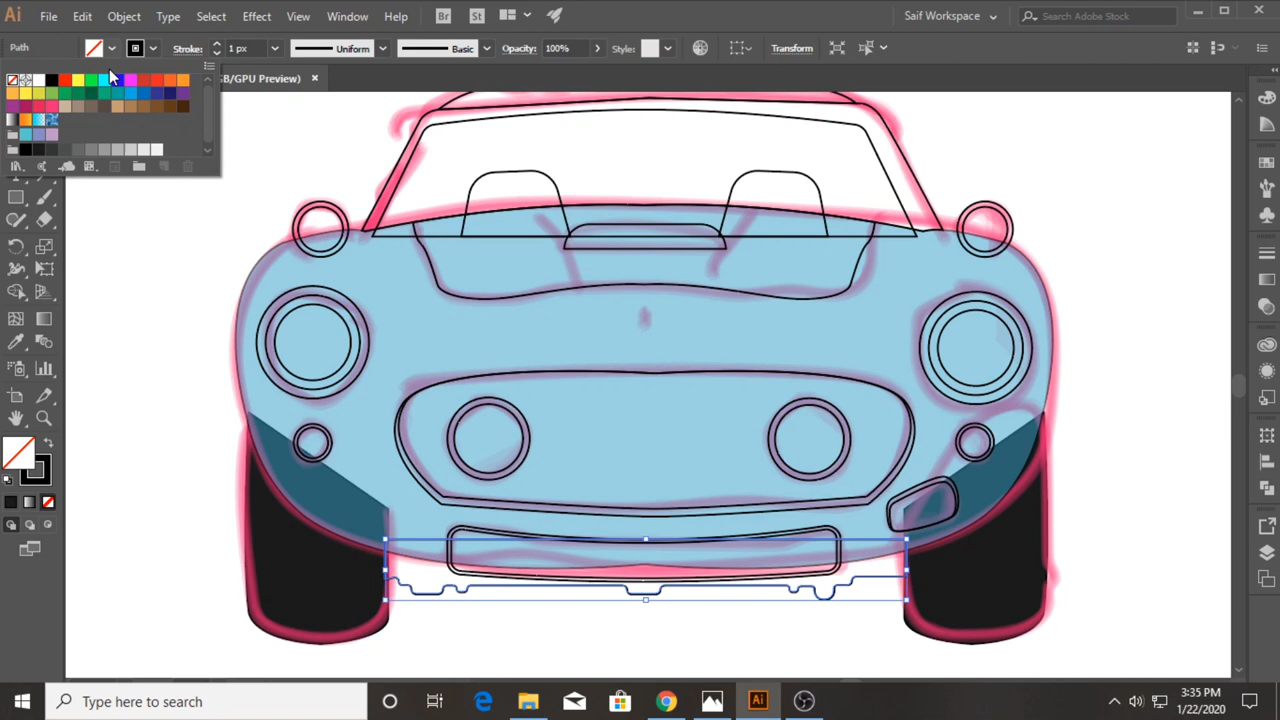 Ai File Edit Object Type Select Effect View Window Help Br St Saif Workspace Search Adobe Stock
Path Stroke: 1 px Uniform Basic Opacity: 100% Style: Transform
GB/GPU Preview) ×
Type here to search Ai 3:35 PM
1/22/2020